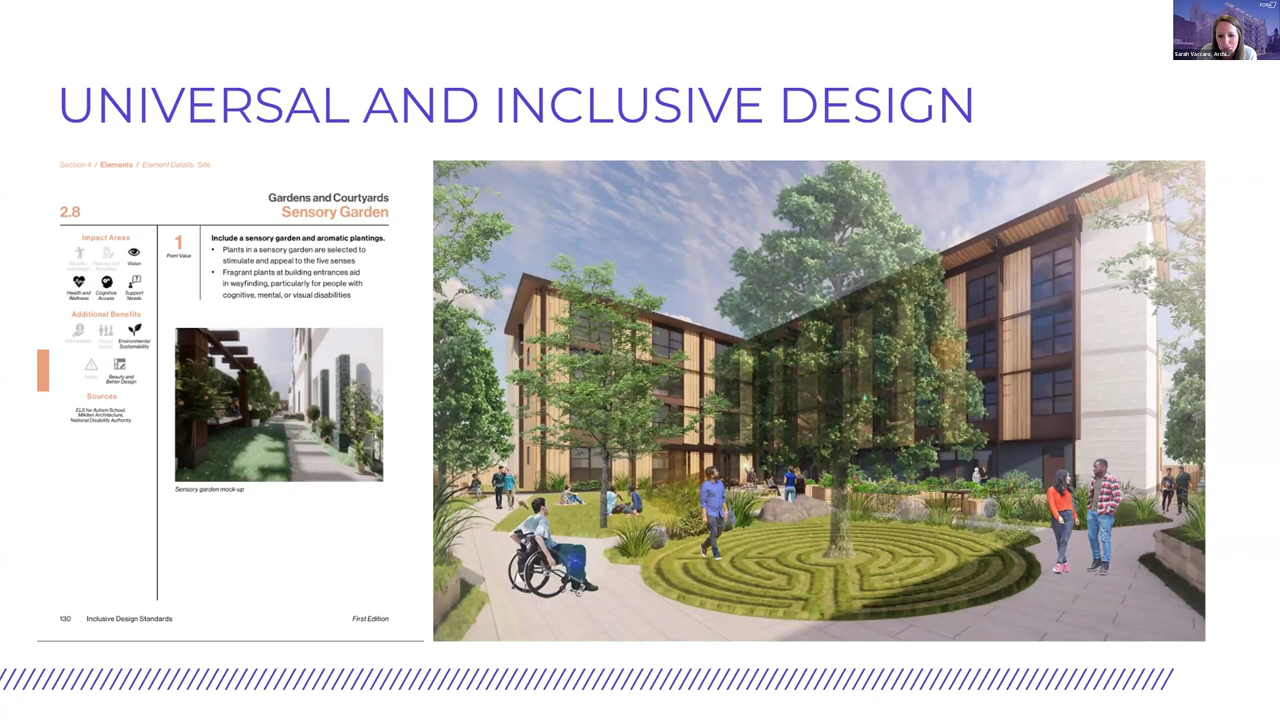 FORA
Sarah Vaccaro, Archi...
UNIVERSAL AND INCLUSIVE DESIGN
Section 4 / Elements / Element Details: Site
Gardens and Courtyards
2.8
Sensory Garden
Impact Areas
Vision
Health and
Wellness
Cognitive
Access
Support
Needs
Additional Benefits
Environmental
Sustainability
Safety
Beauty and
Better Design
Sources
ELS for Autism School,
Mikiten Architecture,
National Disability Authority
1
Point Value
Include a sensory garden and aromatic plantings.
• Plants in a sensory garden are selected to
stimulate and appeal to the five senses
• Fragrant plants at building entrances aid
in wayfinding, particularly for people with
cognitive, mental, or visual disabilities
Sensory garden mock-up
130 Inclusive Design Standards
First Edition